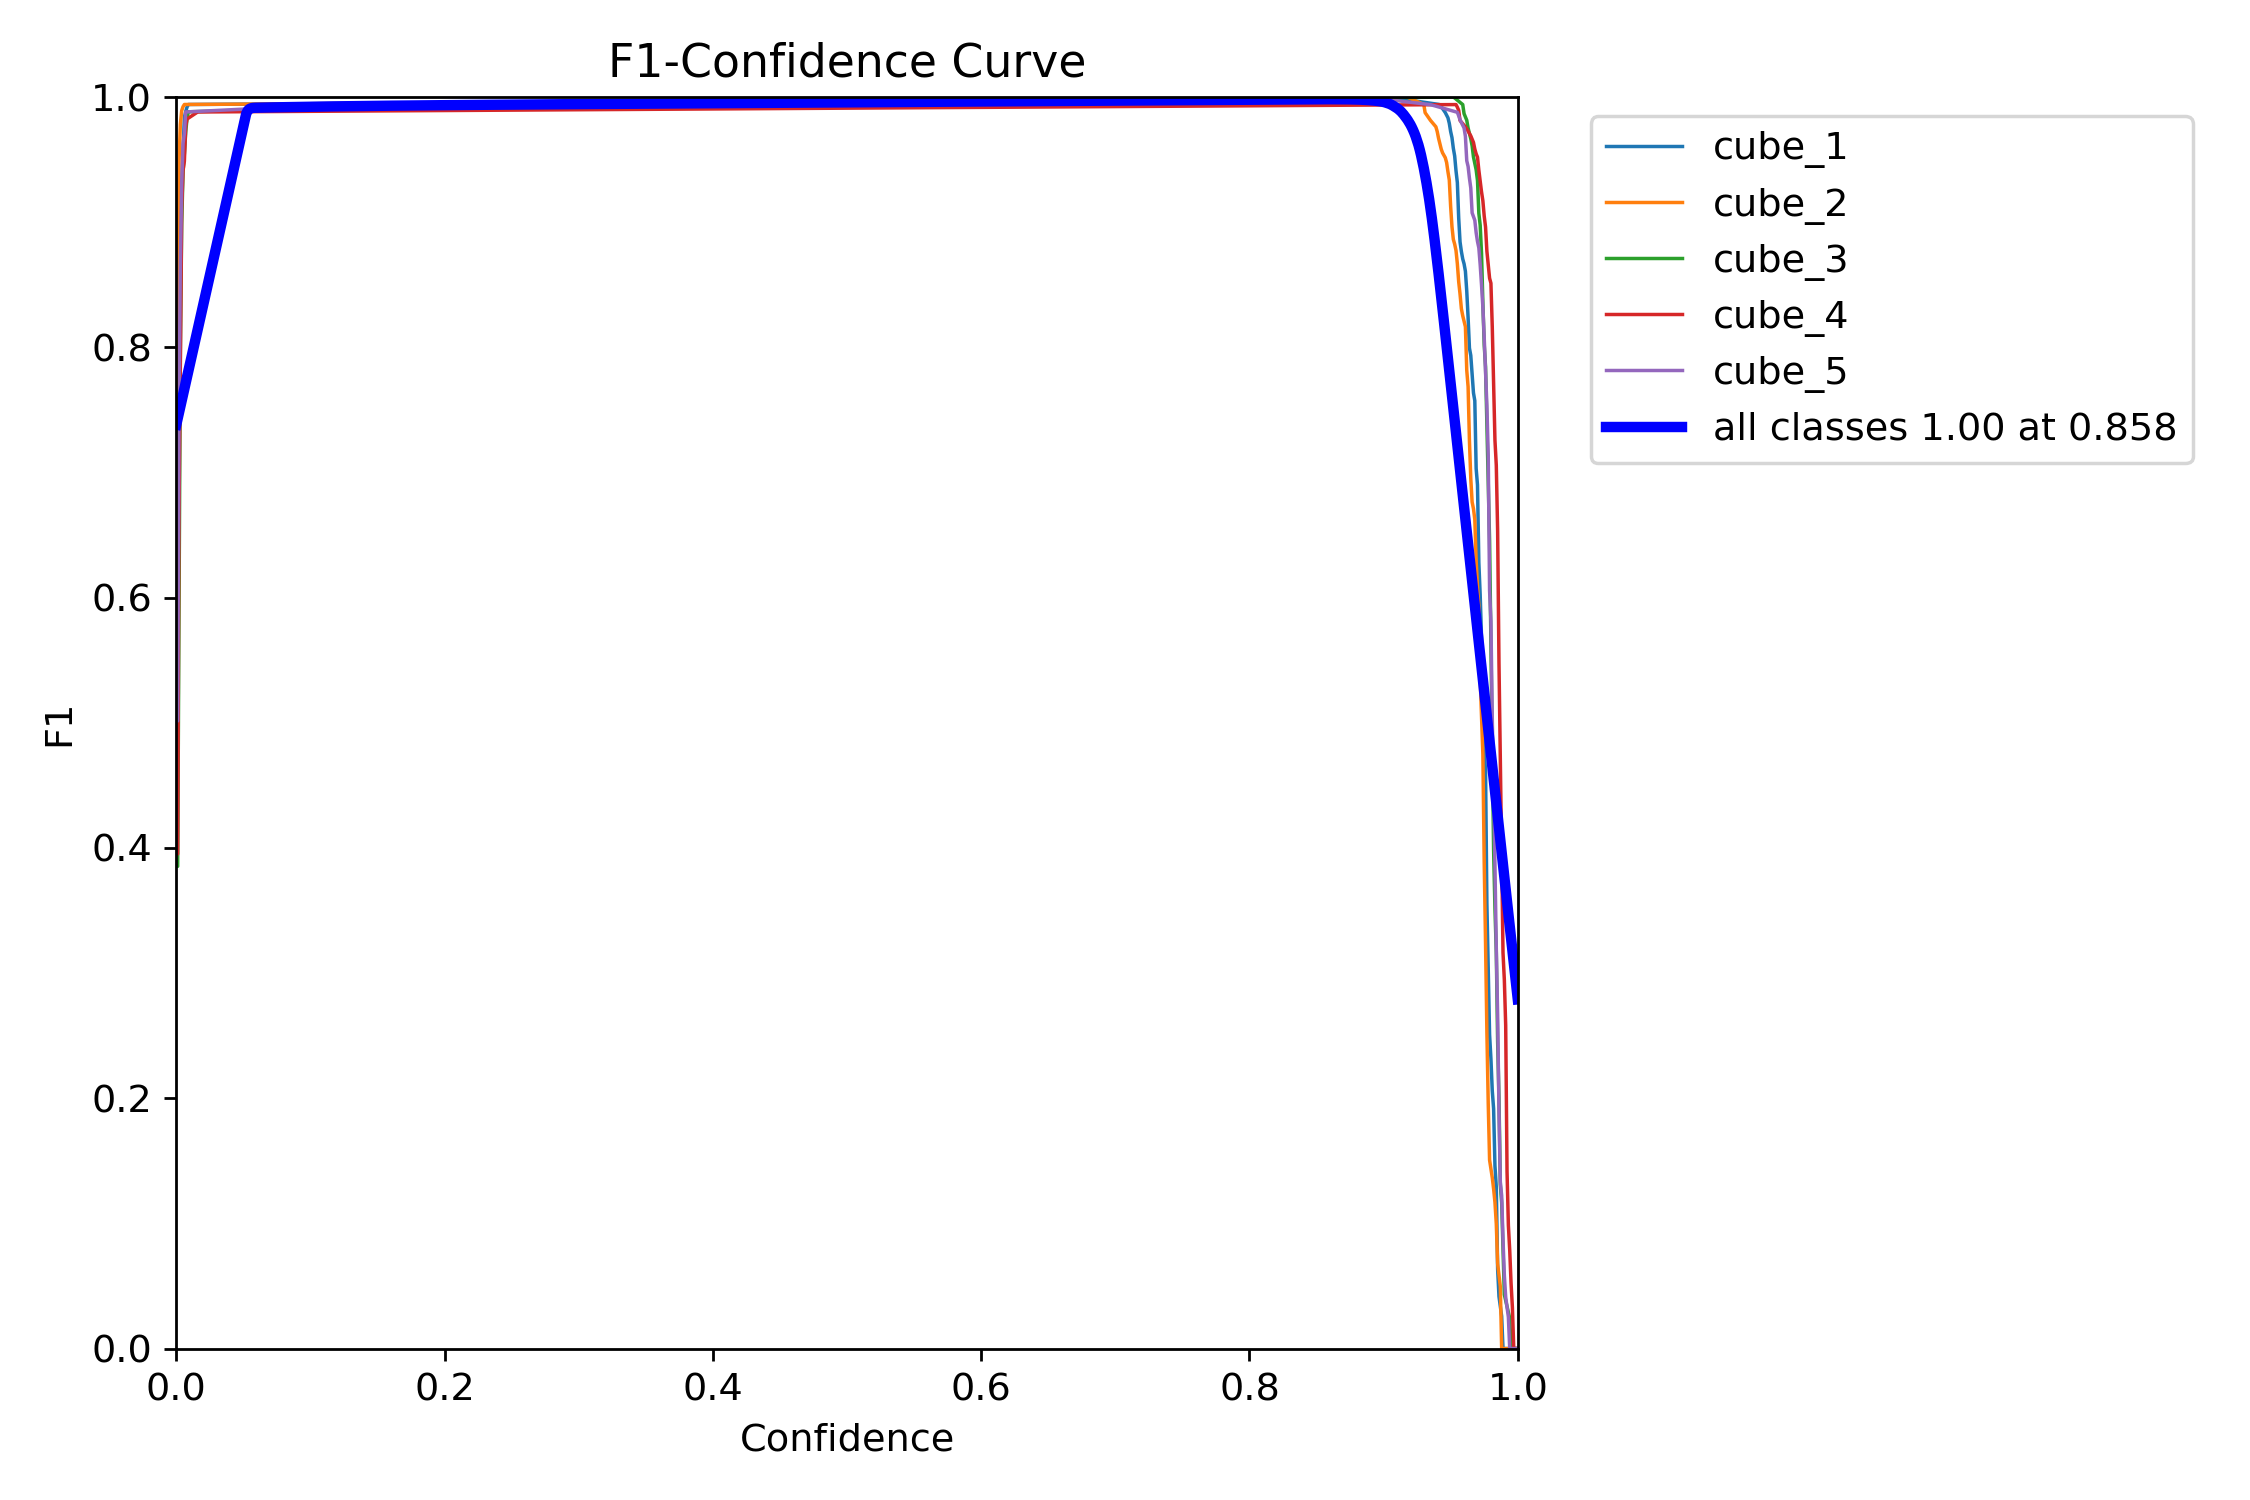 F1-Confidence Curve
1.0
0.8
0.6
0.4
0.2
0.0
F1
0.0 0.2 0.4 0.6 0.8 1.0
Confidence
cube_1
cube_2
cube_3
cube_4
cube_5
all classes 1.00 at 0.858